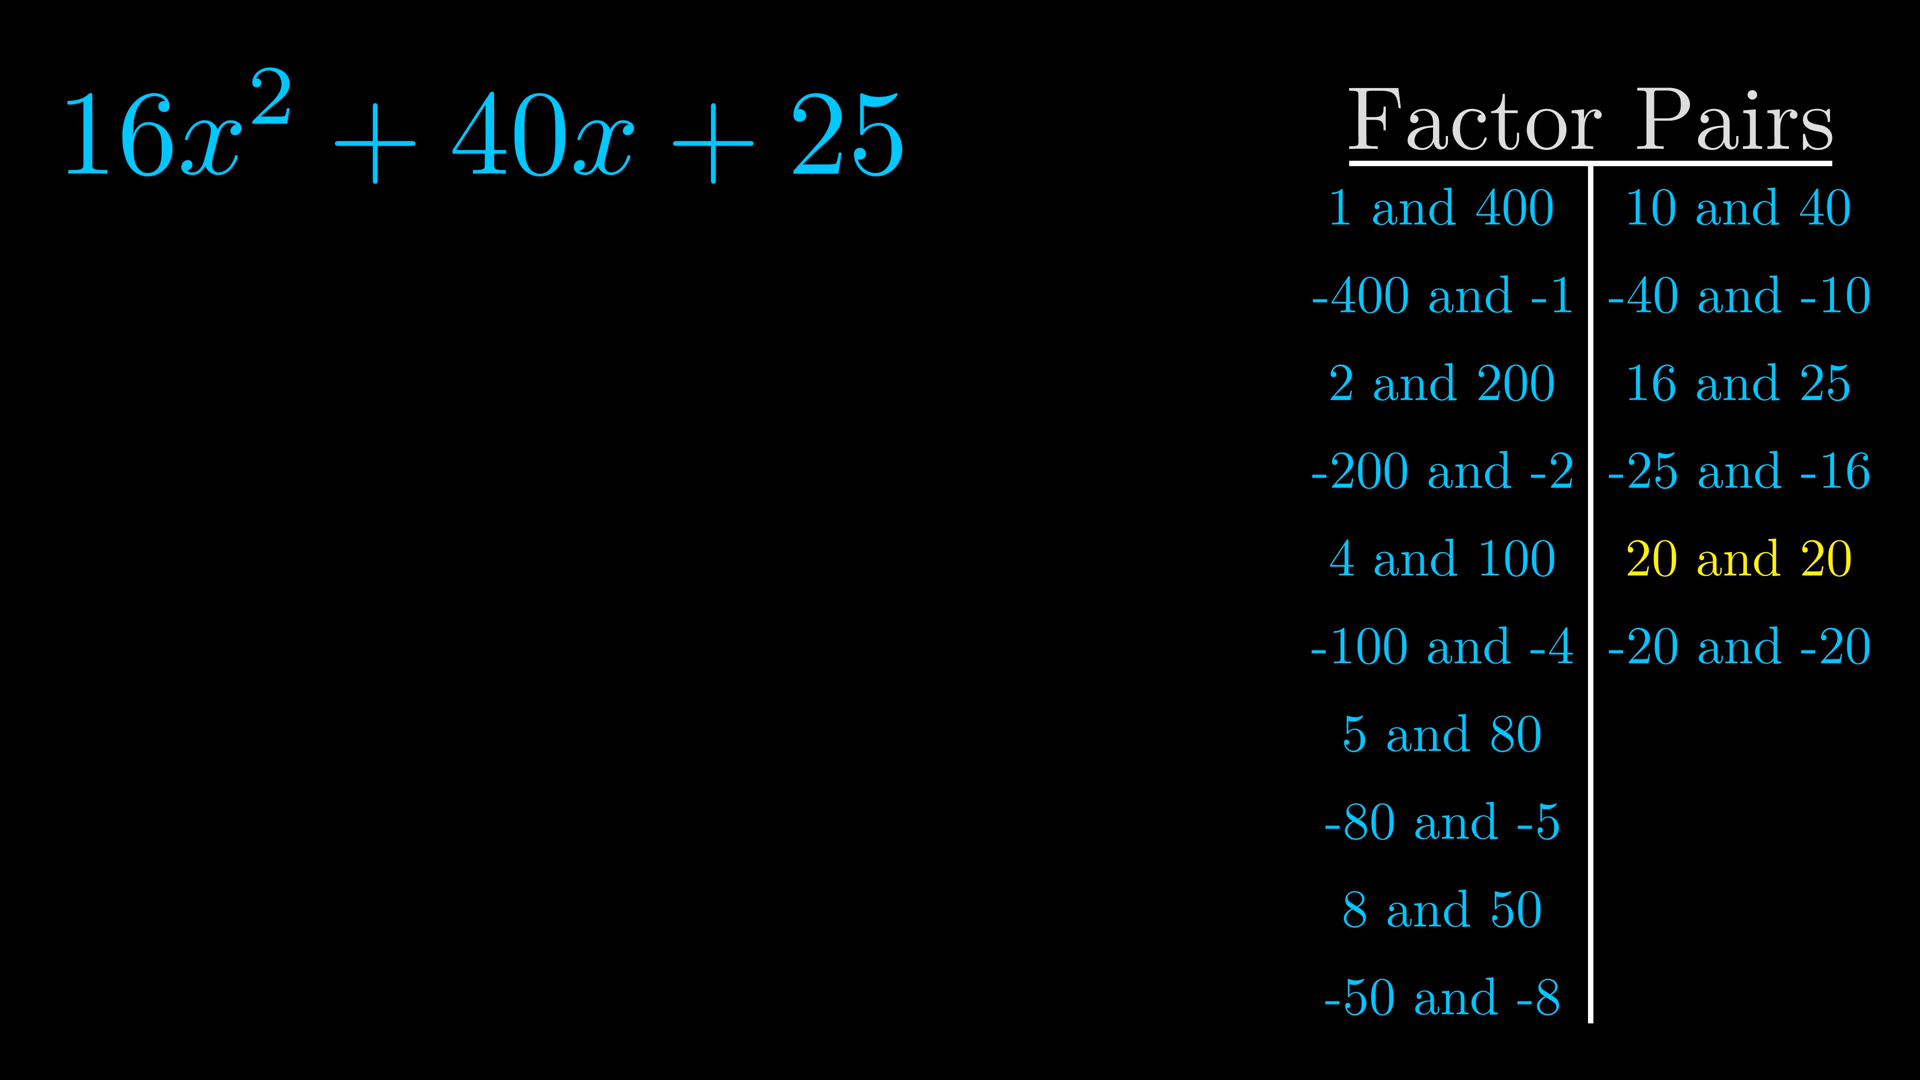 16x² + 40x + 25
Factor Pairs
1 and 400
-400 and -1
2 and 200
-200 and -2
4 and 100
-100 and -4
5 and 80
-80 and -5
8 and 50
-50 and -8
10 and 40
-40 and -10
16 and 25
-25 and -16
20 and 20
-20 and -20